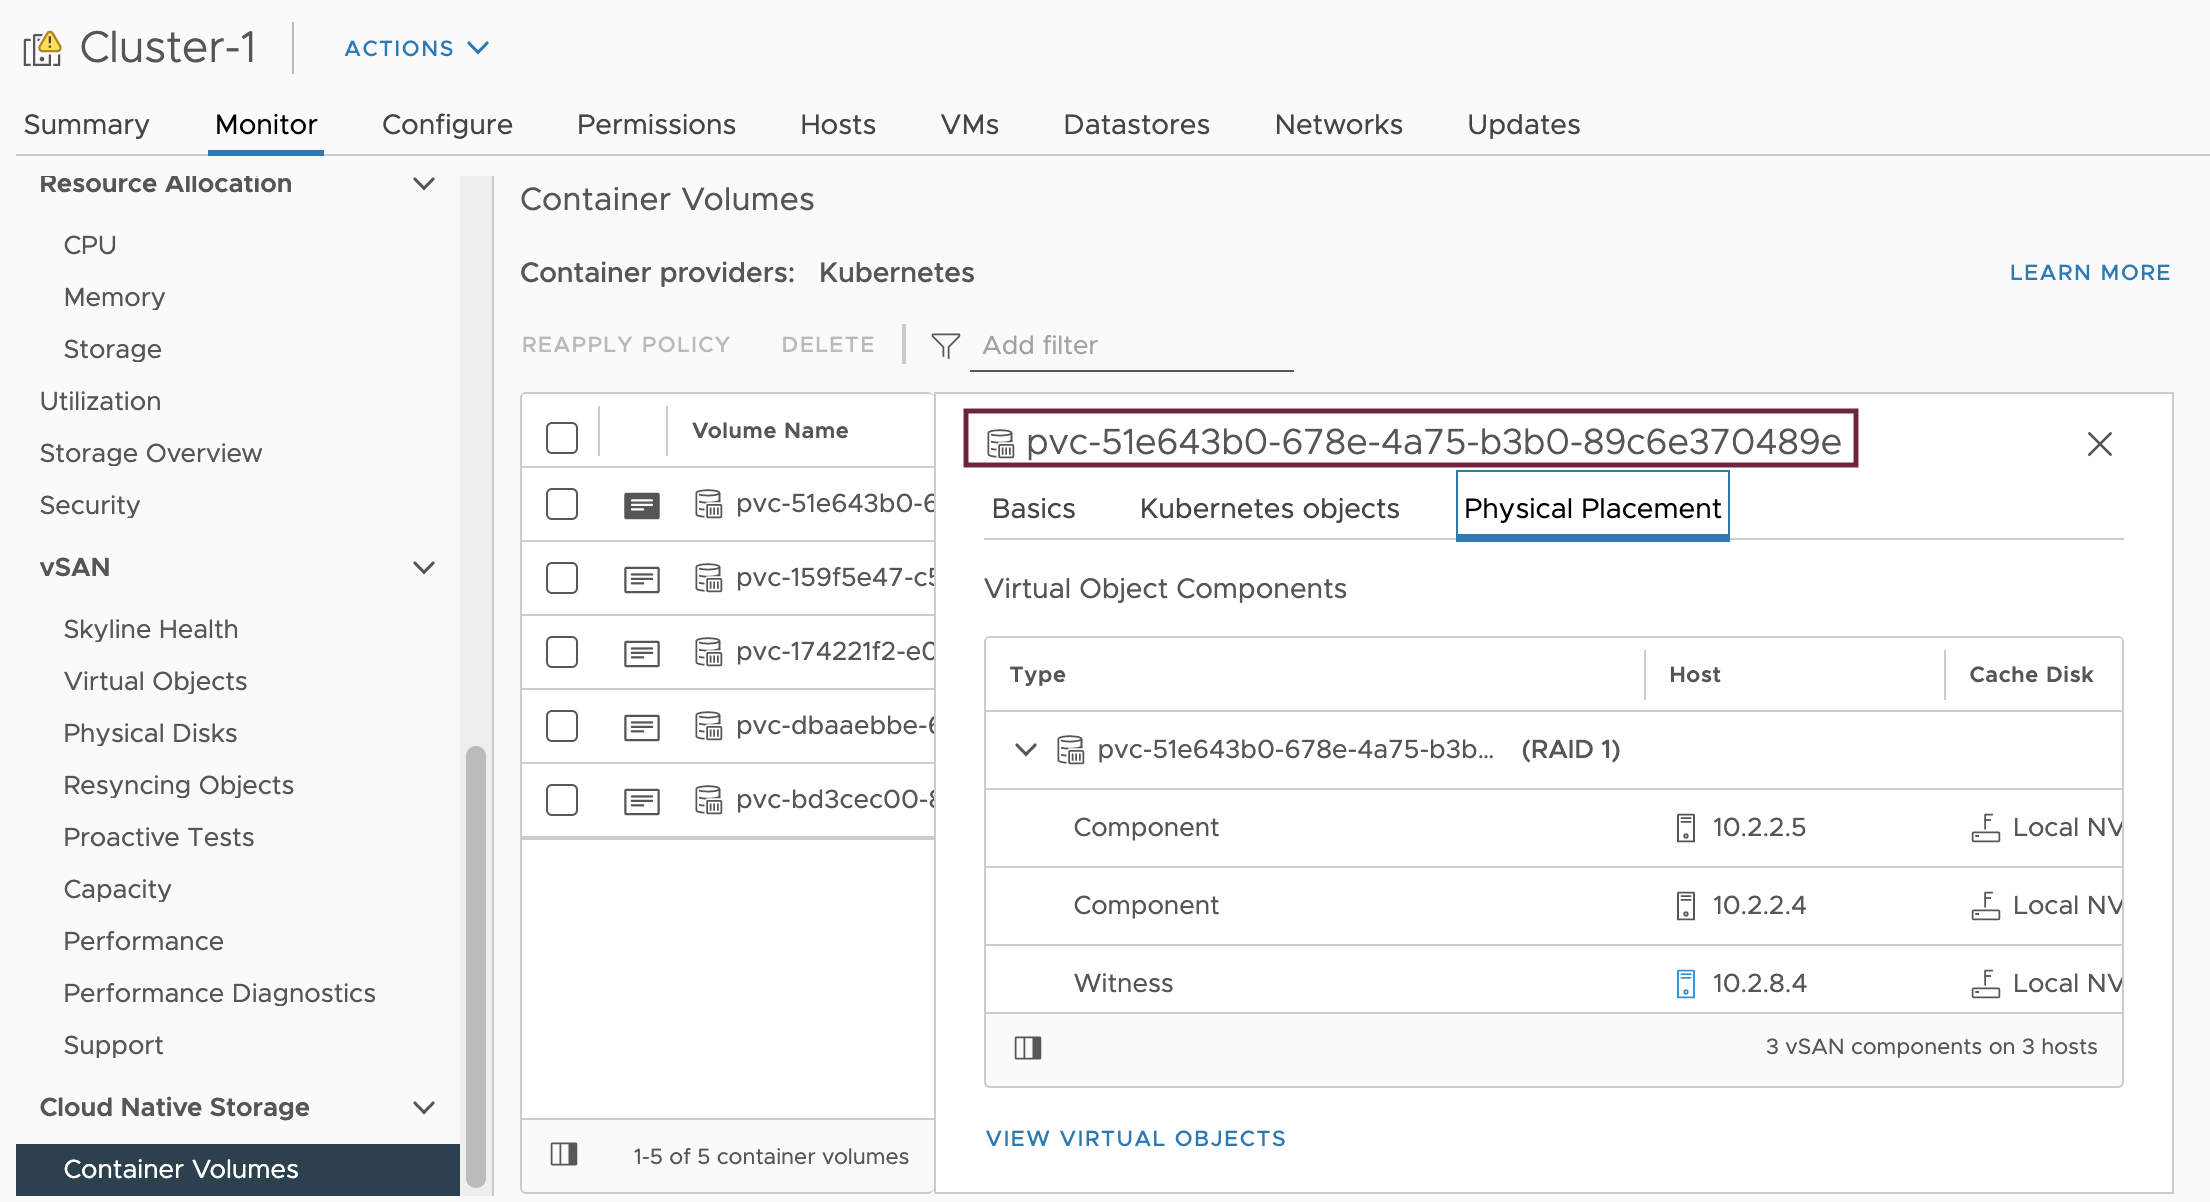 Cluster-1
ACTIONS
Summary Monitor Configure Permissions Hosts VMs Datastores Networks Updates
Resource Allocation
CPU
Memory
Storage
Utilization
Storage Overview
Security
vSAN
Skyline Health
Virtual Objects
Physical Disks
Resyncing Objects
Proactive Tests
Capacity
Performance
Performance Diagnostics
Support
Cloud Native Storage
Container Volumes
Container Volumes
Container providers: Kubernetes
LEARN MORE
REAPPLY POLICY DELETE Add filter
Volume Name
pvc-51e643b0-6
pvc-159f5e47-c5
pvc-174221f2-e0
pvc-dbaaebbe-6
pvc-bd3cec00-8
1-5 of 5 container volumes
pvc-51e643b0-678e-4a75-b3b0-89c6e370489e
Basics Kubernetes objects Physical Placement
Virtual Object Components
Type Host Cache Disk
pvc-51e643b0-678e-4a75-b3b... (RAID 1)
Component 10.2.2.5 Local NV
Component 10.2.2.4 Local NV
Witness 10.2.8.4 Local NV
3 vSAN components on 3 hosts
VIEW VIRTUAL OBJECTS